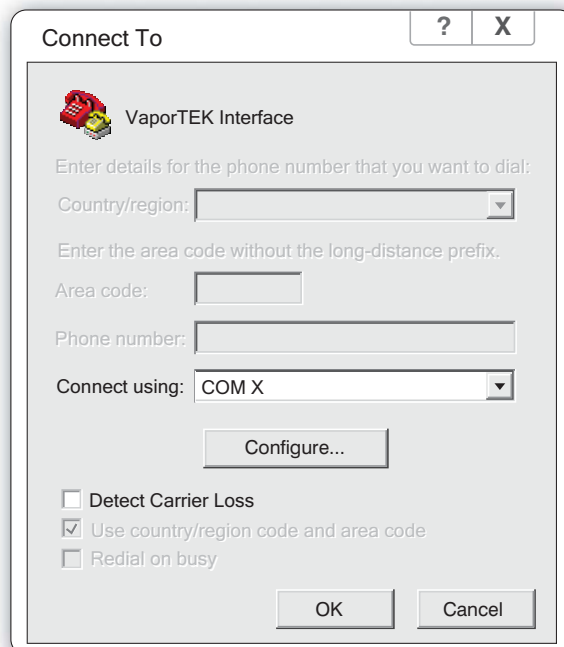 Connect To
? X
VaporTEK Interface
Enter details for the phone number that you want to dial:
Country/region:
Enter the area code without the long-distance prefix.
Area code:
Phone number:
Connect using: COM X
Configure...
Detect Carrier Loss
Use country/region code and area code
Redial on busy
OK Cancel